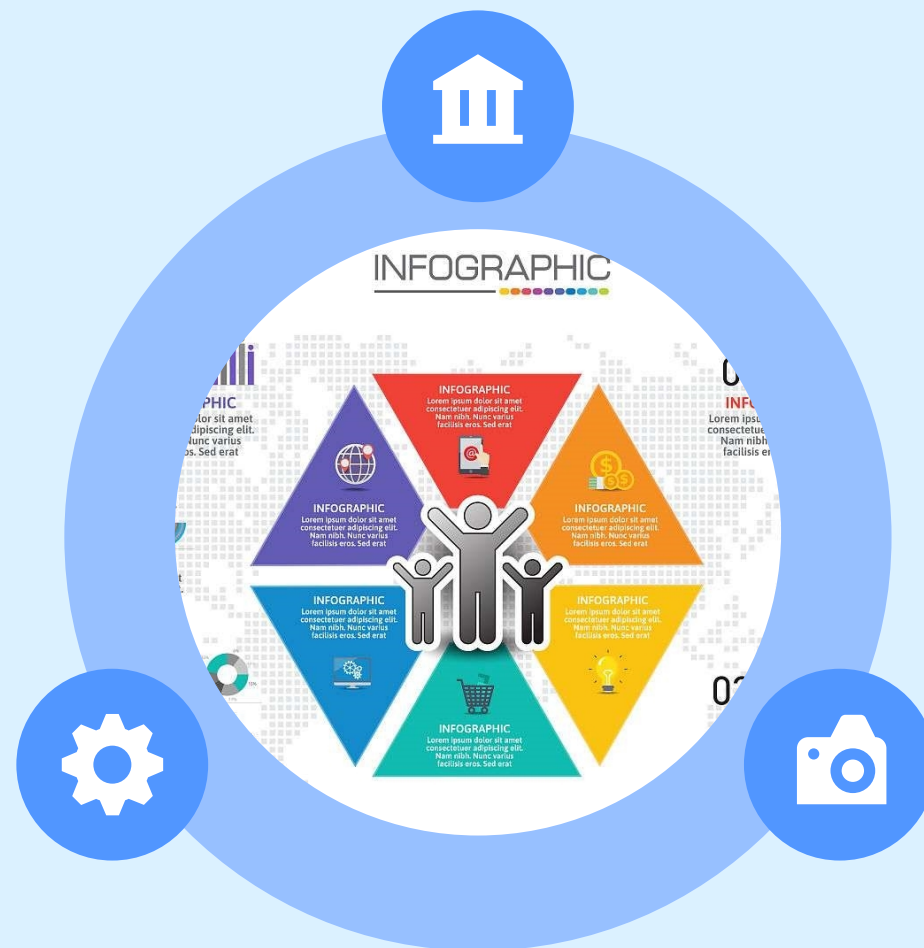 INFOGRAPHIC
INFOGRAPHIC
Lorem ipsum dolor sit amet
consectetuer adipiscing elit.
Nam nibh. Nunc varius
facilisis eros. Sed erat
INFOGRAPHIC
Lorem ipsum dolor sit amet
consectetuer adipiscing elit.
Nam nibh. Nunc varius
facilisis eros. Sed erat
INFOGRAPHIC
Lorem ipsum dolor sit amet
consectetuer adipiscing elit.
Nam nibh. Nunc varius
facilisis eros. Sed erat
INFOGRAPHIC
Lorem ipsum dolor sit amet
consectetuer adipiscing elit.
Nam nibh. Nunc varius
facilisis eros. Sed erat
INFOGRAPHIC
Lorem ipsum dolor sit amet
consectetuer adipiscing elit.
Nam nibh. Nunc varius
facilisis eros. Sed erat
INFOGRAPHIC
Lorem ipsum dolor sit amet
consectetuer adipiscing elit.
Nam nibh. Nunc varius
facilisis eros. Sed erat
sit amet
elit.
varius
Sed erat
Lorem
Nam nibh